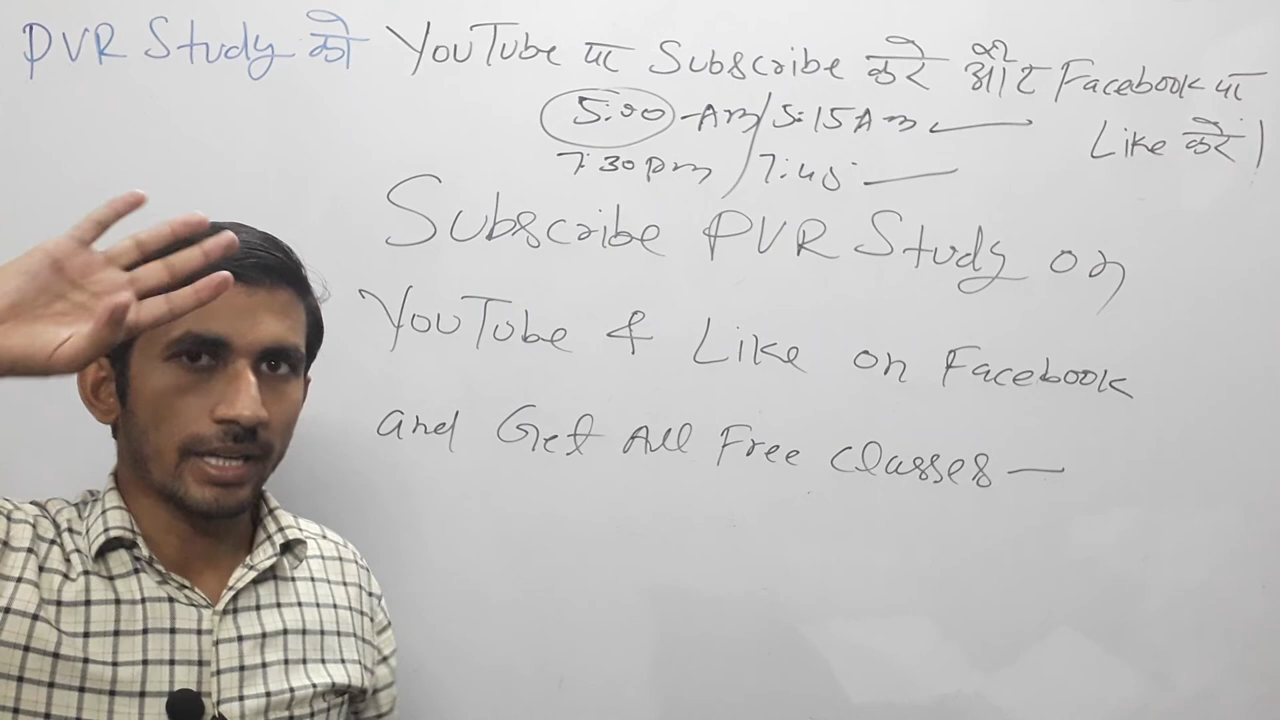 PVR Study को YouTube पर Subscribe करे और Facebook पर
Like करे।
5:00 Am/5:15 Am
7:30 pm/7:45
Subscribe PVR Study on
YouTube & Like on Facebook
and Get All Free Classes —